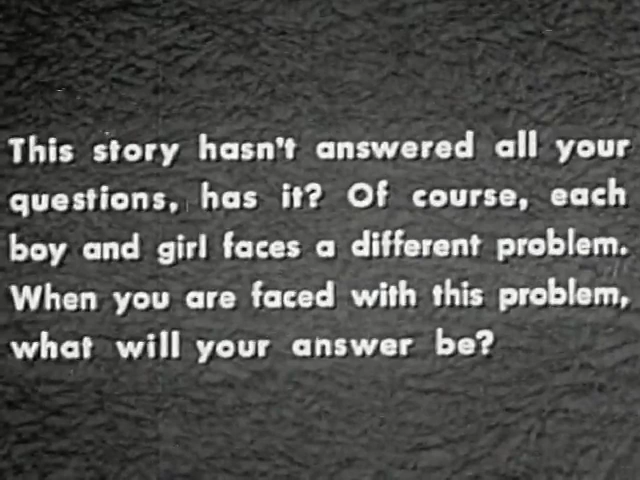 This story hasn't answered all your
questions, has it? Of course, each
boy and girl faces a different problem.
When you are faced with this problem,
what will your answer be?